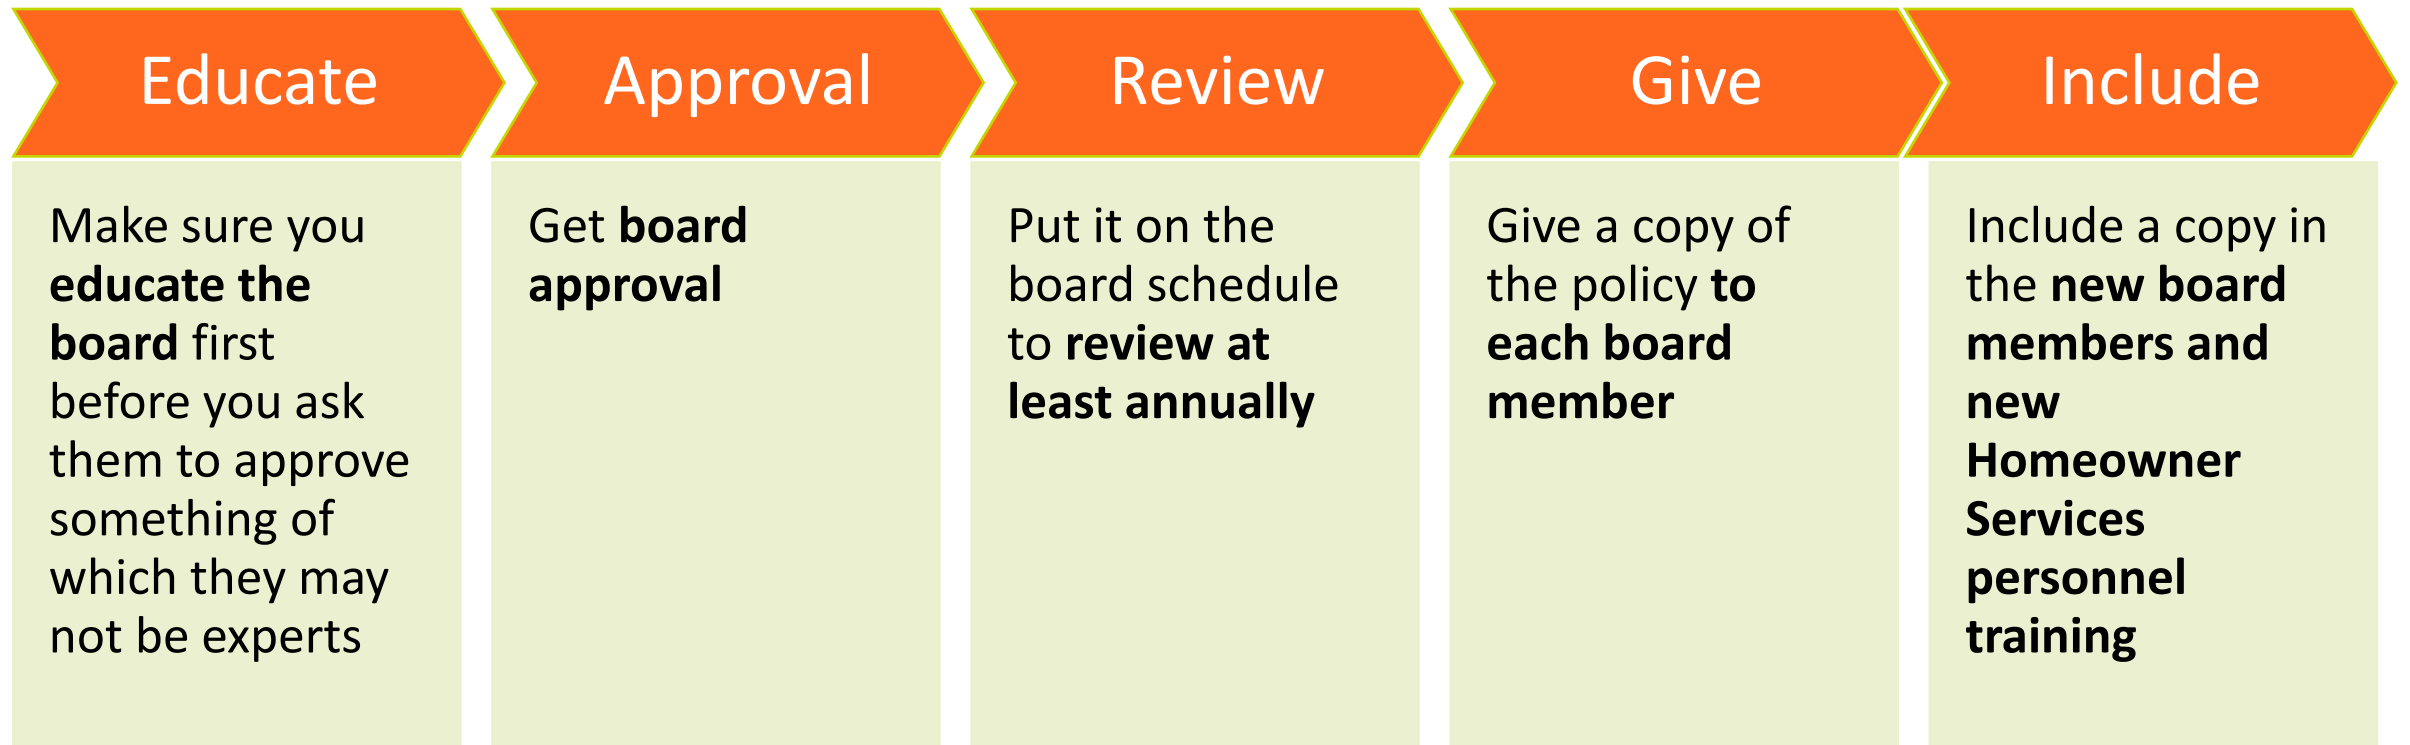 Educate
Approval
Review
Give
Include
Make sure you
educate the
board first
before you ask
them to approve
something of
which they may
not be experts
Get board
approval
Put it on the
board schedule
to review at
least annually
Give a copy of
the policy to
each board
member
Include a copy in
the new board
members and
new
Homeowner
Services
personnel
training